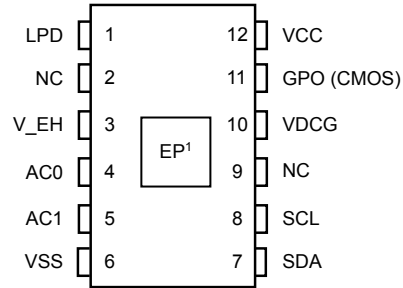 LPD 1 12 VCC
NC 2 11 GPO (CMOS)
V_EH 3 10 VDCG
EP¹
AC0 4 9 NC
AC1 5 8 SCL
VSS 6 7 SDA